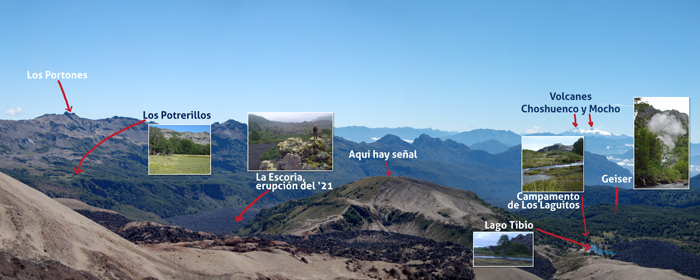 Los Portones
Los Potrerillos
La Escoria,
erupción del '21
Aquí hay señal
Volcanes
Choshuenco y Mocho
Geiser
Campamento
de Los Laguitos
Lago Tibio